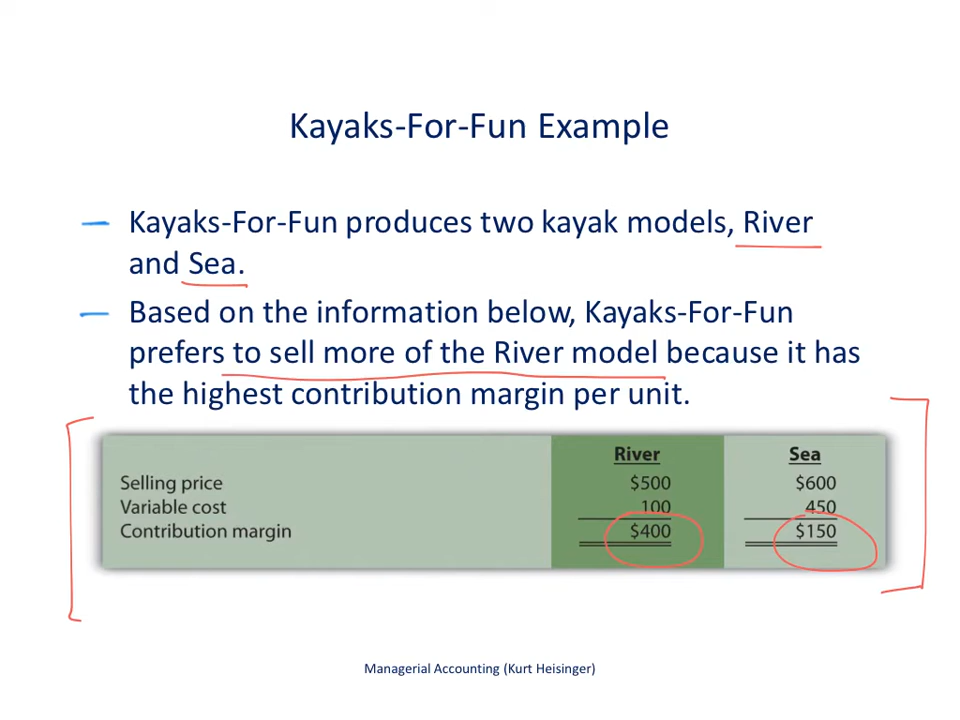 Kayaks-For-Fun Example
Kayaks-For-Fun produces two kayak models, River
and Sea.
Based on the information below, Kayaks-For-Fun
prefers to sell more of the River model because it has
the highest contribution margin per unit.
River Sea
Selling price $500 $600
Variable cost 100 450
Contribution margin $400 $150
Managerial Accounting (Kurt Heisinger)